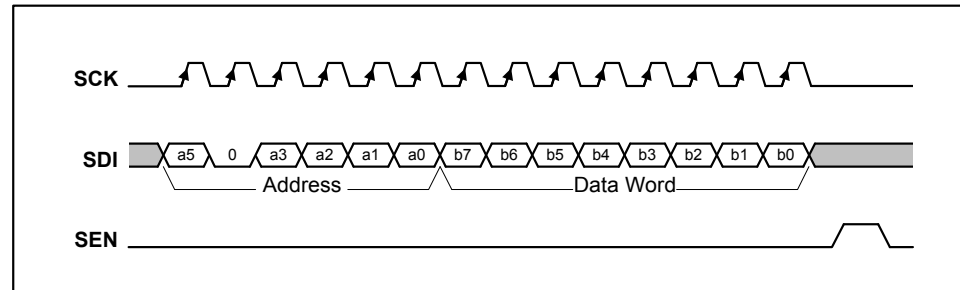 SCK
SDI a5 0 a3 a2 a1 a0 b7 b6 b5 b4 b3 b2 b1 b0
Address Data Word
SEN